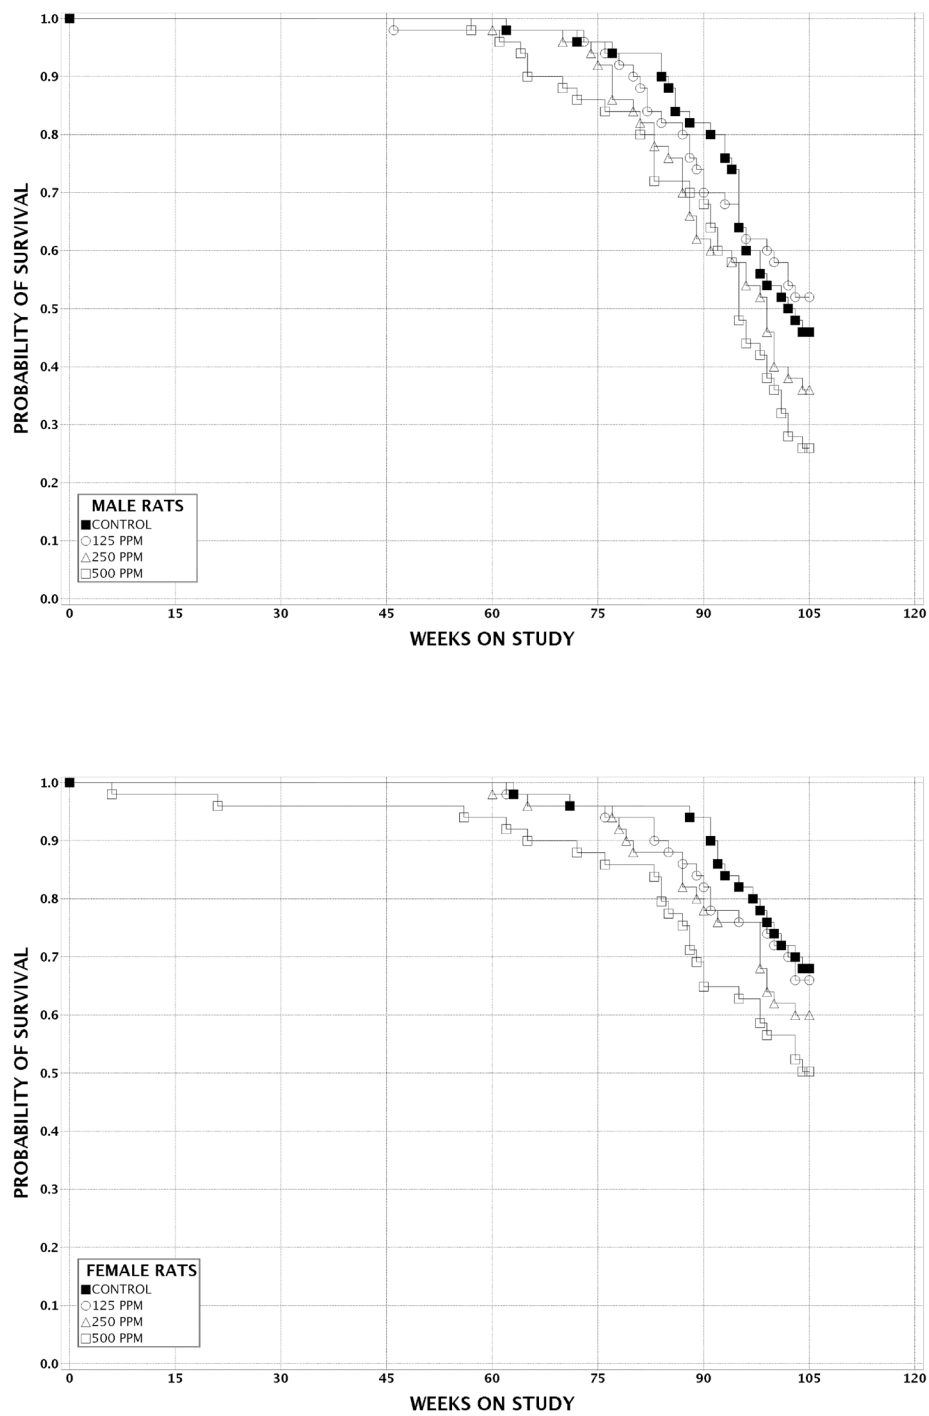 1.0
0.9
0.8
0.7
0.6
0.5
0.4
0.3
0.2
0.1
0.0
PROBABILITY OF SURVIVAL
MALE RATS
CONTROL
125 PPM
250 PPM
500 PPM
0 15 30 45 60 75 90 105 120
WEEKS ON STUDY
1.0
0.9
0.8
0.7
0.6
0.5
0.4
0.3
0.2
0.1
0.0
PROBABILITY OF SURVIVAL
FEMALE RATS
CONTROL
125 PPM
250 PPM
500 PPM
0 15 30 45 60 75 90 105 120
WEEKS ON STUDY